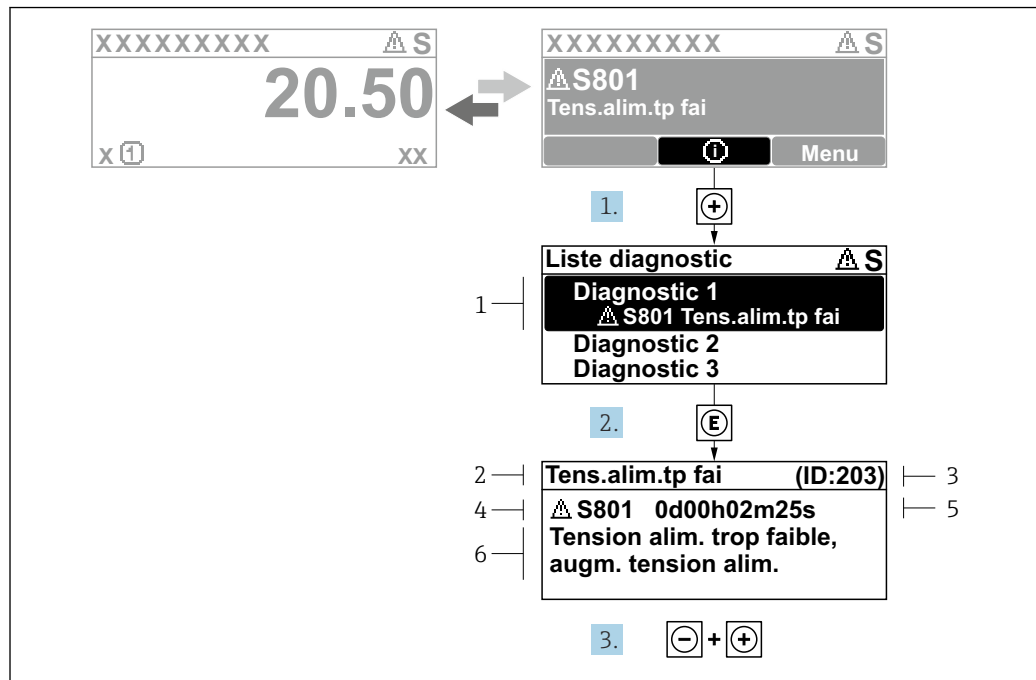 XXXXXXXXX ⚠ S
20.50
X ① XX
XXXXXXXXX ⚠ S
⚠ S801
Tens.alim.tp fai
ⓘ Menu
1. +
Liste diagnostic ⚠ S
1
Diagnostic 1
⚠ S801 Tens.alim.tp fai
Diagnostic 2
Diagnostic 3
2. E
2 Tens.alim.tp fai (ID:203) 3
4 ⚠ S801 0d00h02m25s 5
6
Tension alim. trop faible,
augm. tension alim.
3. − + +